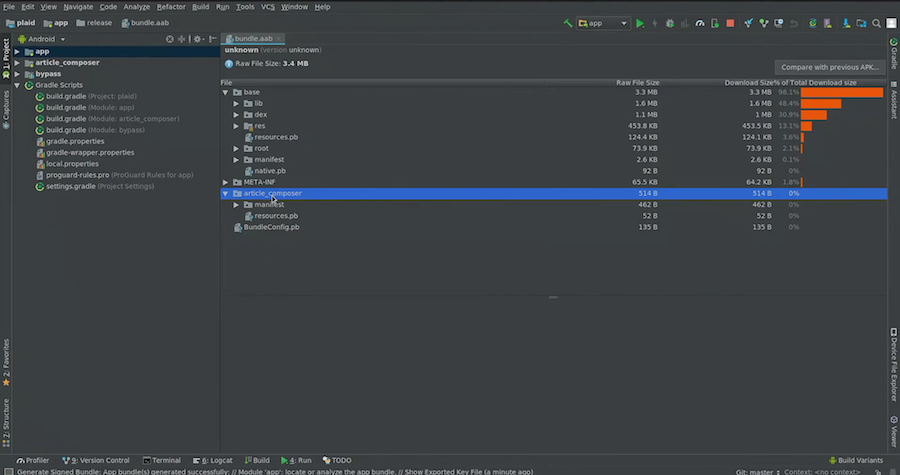 File Edit View Navigate Code Analyze Refactor Build Run Tools VCS Window Help
plaid app release bundle.aab app
Android bundle.aab
1: Project
Captures
2: Favorites
7: Structure
app
article_composer
bypass
Gradle Scripts
build.gradle (Project: plaid)
build.gradle (Module: app)
build.gradle (Module: article_composer)
build.gradle (Module: bypass)
gradle.properties
gradle-wrapper.properties
local.properties
proguard-rules.pro (ProGuard Rules for app)
settings.gradle (Project Settings)
unknown (version unknown)
Raw File Size: 3.4 MB
Compare with previous APK...
File Raw File Size Download Size % of Total Download size
base 3.3 MB 3.3 MB 98.1%
lib 1.6 MB 1.6 MB 48.4%
dex 1.1 MB 1 MB 30.9%
res 453.8 KB 453.5 KB 13.1%
resources.pb 124.4 KB 124.1 KB 3.6%
root 73.9 KB 73.9 KB 2.1%
manifest 2.6 KB 2.6 KB 0.1%
native.pb 92 B 92 B 0%
META-INF 65.5 KB 64.2 KB 1.8%
article_composer 514 B 514 B 0%
manifest 462 B 462 B 0%
resources.pb 52 B 52 B 0%
BundleConfig.pb 135 B 135 B 0%
Gradle
Assistant
Device File Explorer
Viewer
Profiler 9: Version Control Terminal 6: Logcat Build 4: Run TODO Build Variants
Generate Signed Bundle: App bundle(s) generated successfully: // Module 'app': locate or analyze the app bundle. // Show Exported Key File (a minute ago) Git: master Context: <no context>